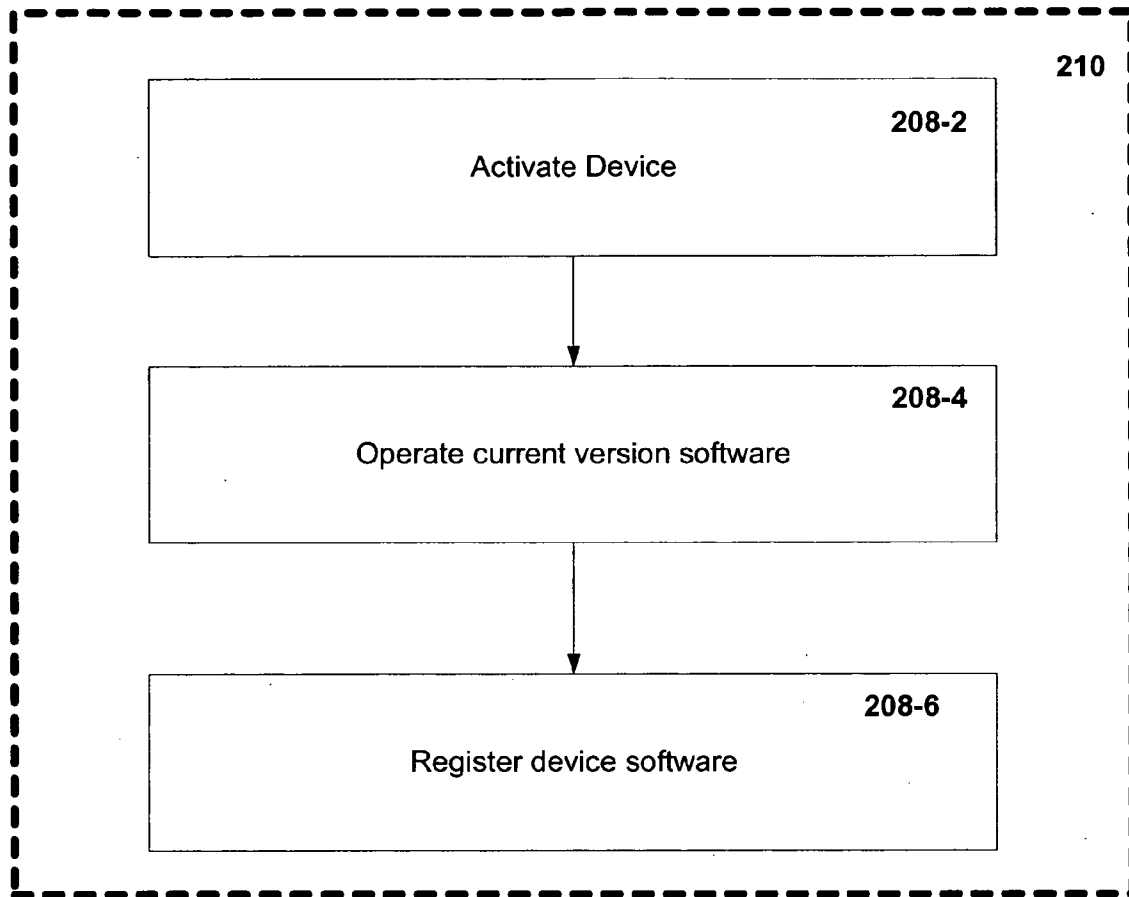 210
208-2
Activate Device
208-4
Operate current version software
208-6
Register device software